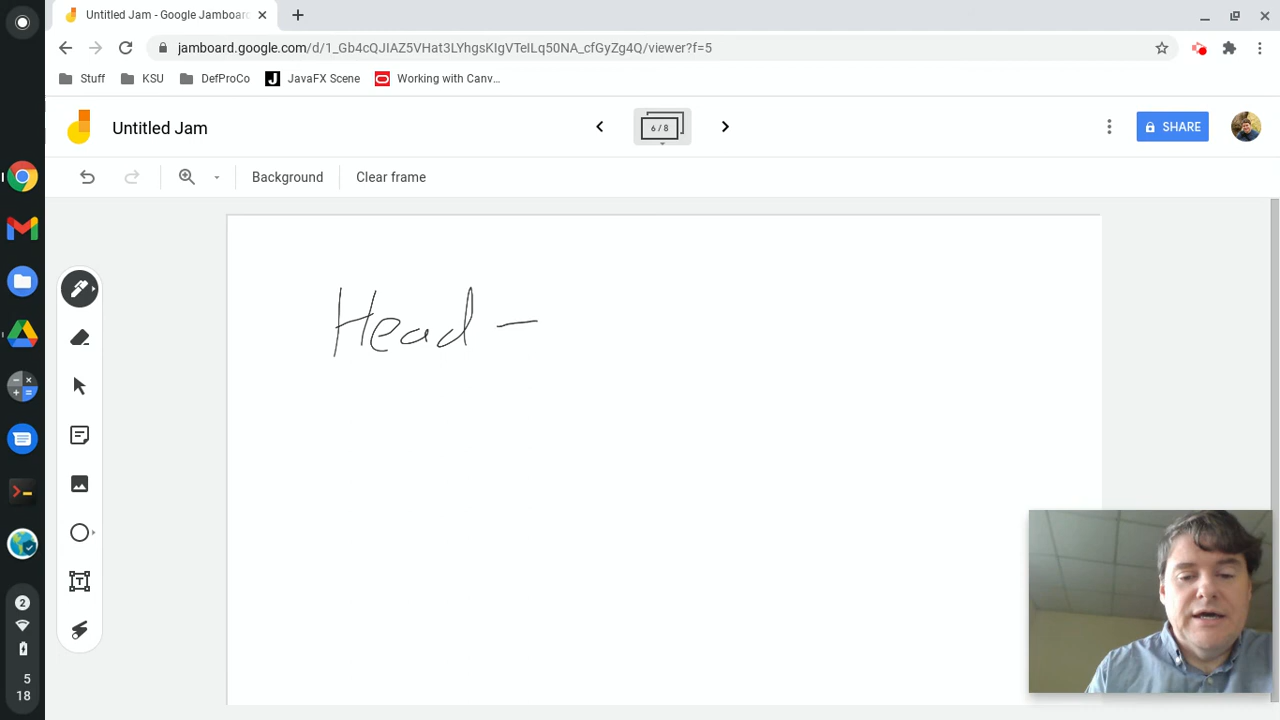 Untitled Jam - Google Jamboard
jamboard.google.com/d/1_Gb4cQJIAZ5VHat3LYhgsKIgVTeILq50NA_cfGyZg4Q/viewer?f=5
Stuff KSU DefProCo JavaFX Scene Working with Canv...
Untitled Jam
6 / 8
SHARE
Background Clear frame
Head –
2
5
18